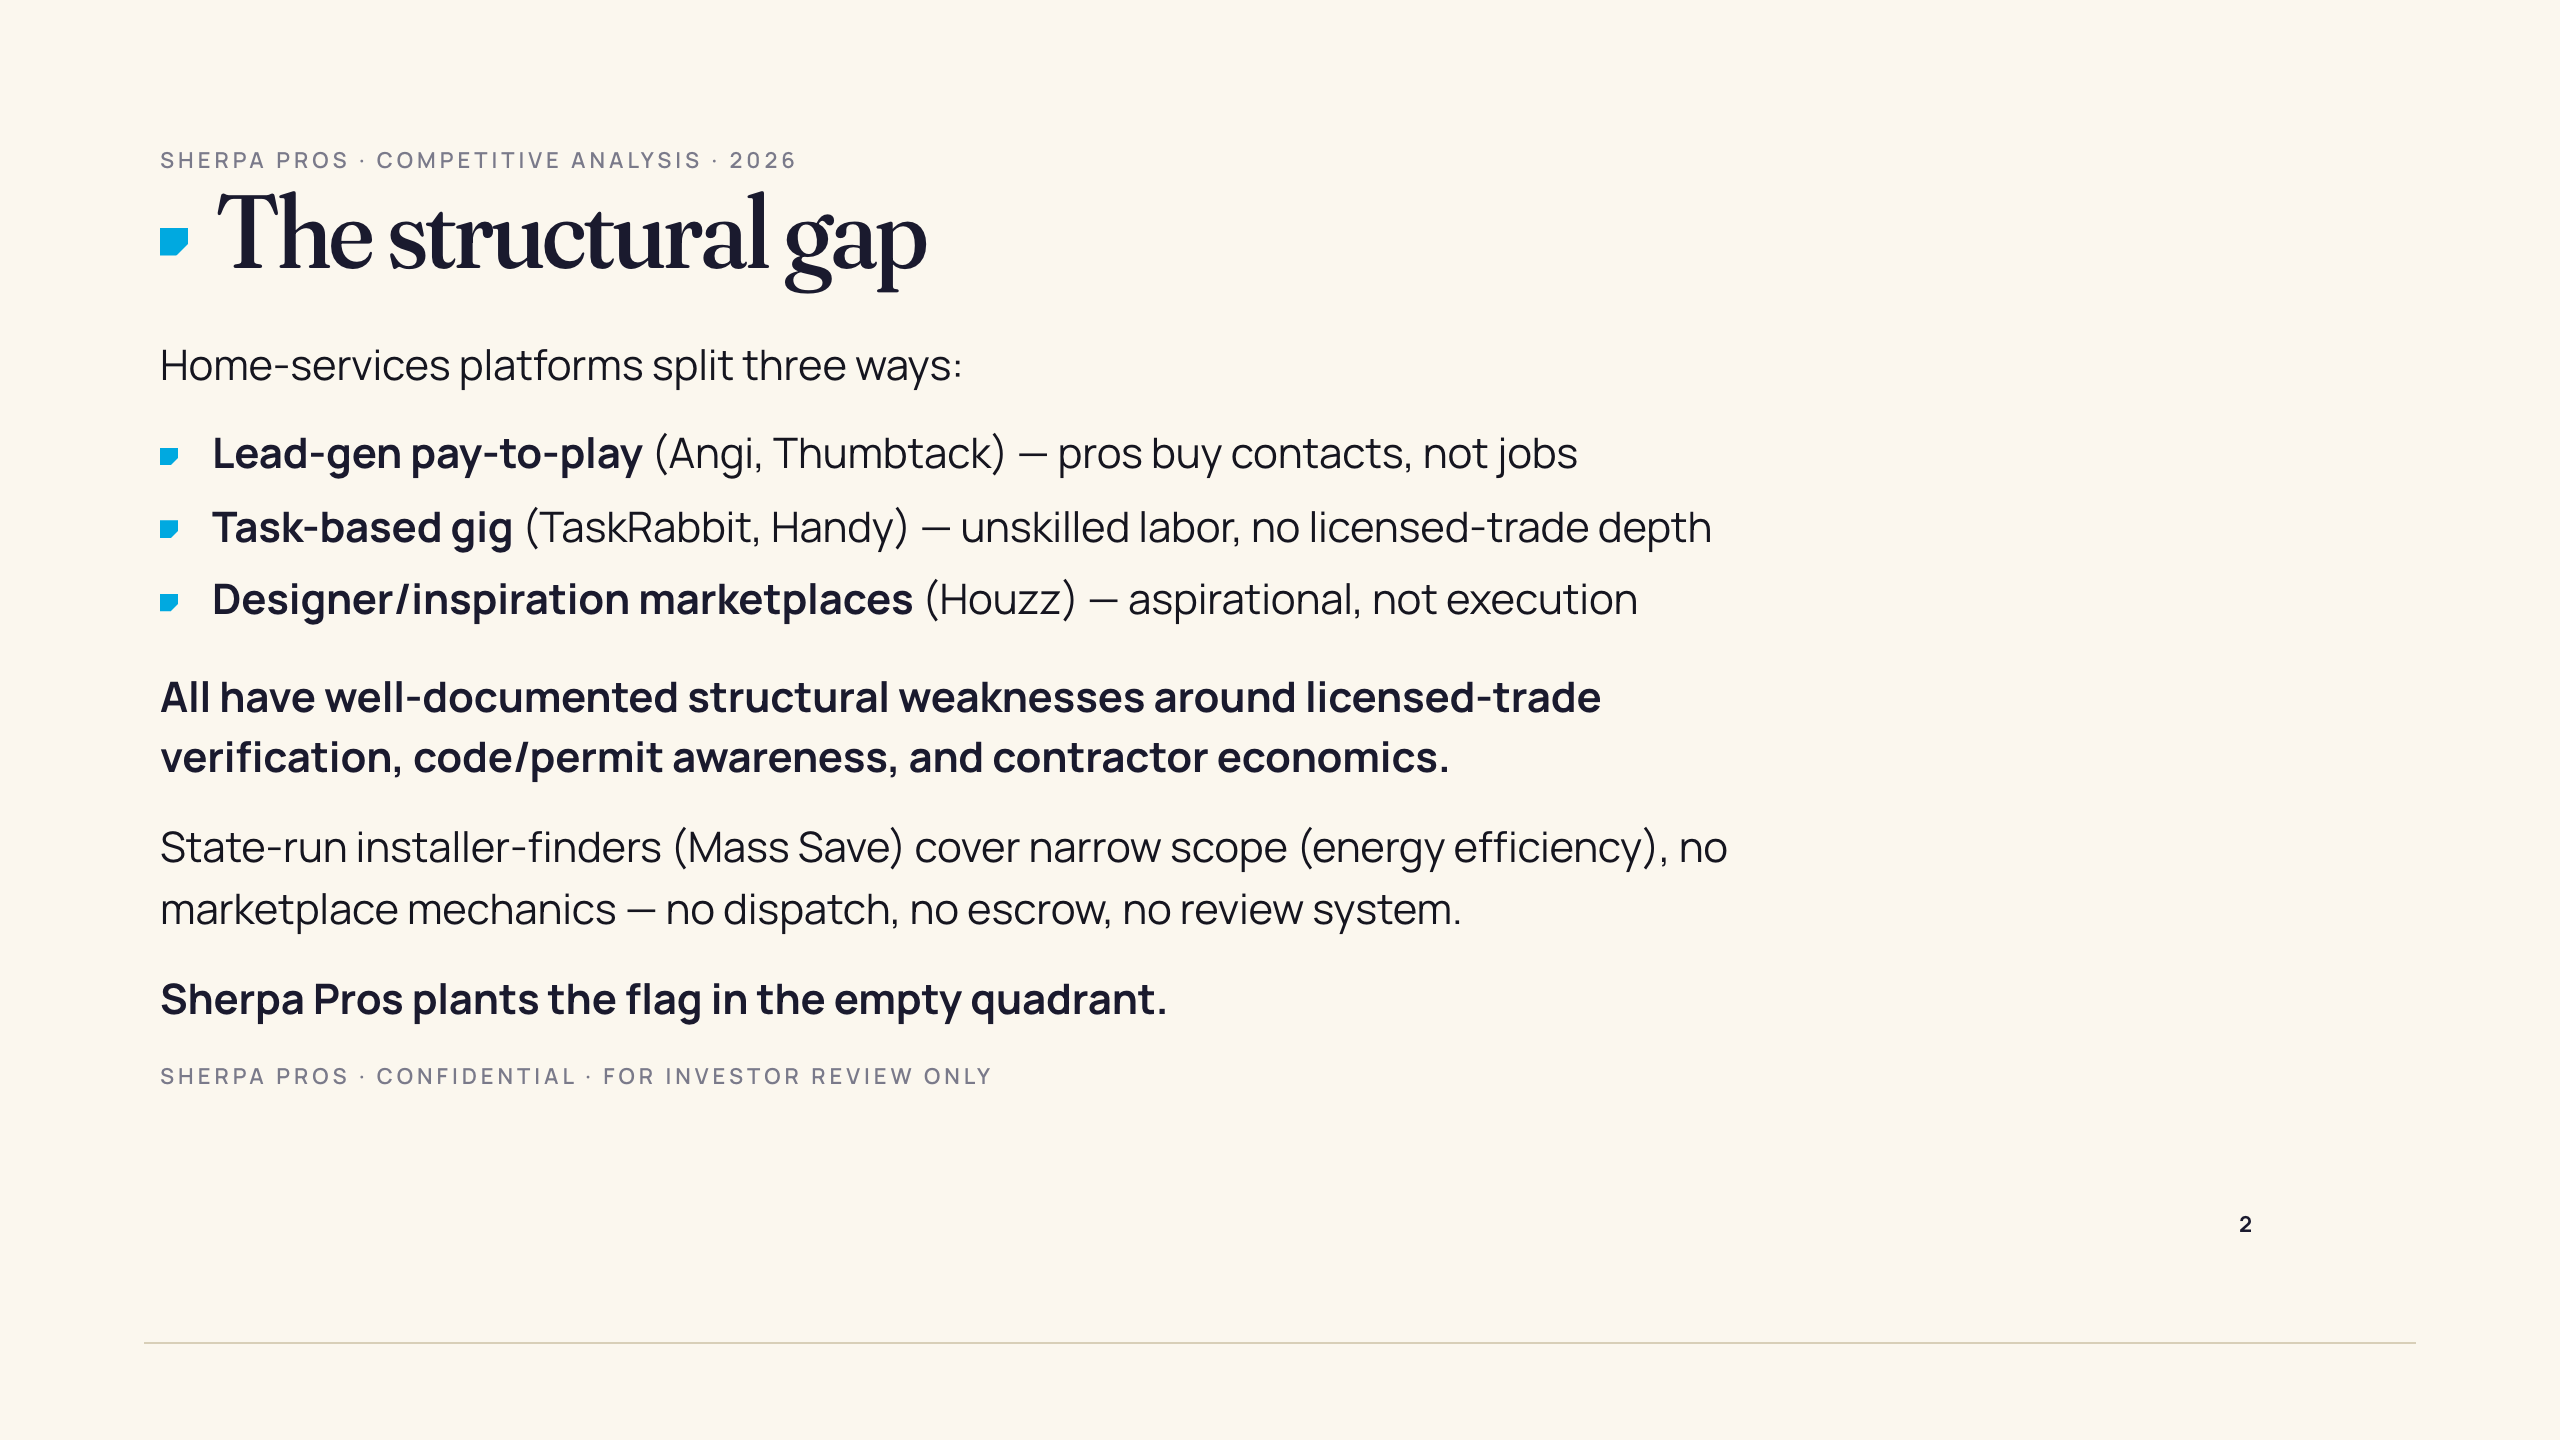 SHERPA PROS · COMPETITIVE ANALYSIS · 2026
The structural gap
Home-services platforms split three ways:
Lead-gen pay-to-play (Angi, Thumbtack) — pros buy contacts, not jobs
Task-based gig (TaskRabbit, Handy) — unskilled labor, no licensed-trade depth
Designer/inspiration marketplaces (Houzz) — aspirational, not execution
All have well-documented structural weaknesses around licensed-trade
verification, code/permit awareness, and contractor economics.
State-run installer-finders (Mass Save) cover narrow scope (energy efficiency), no
marketplace mechanics — no dispatch, no escrow, no review system.
Sherpa Pros plants the flag in the empty quadrant.
SHERPA PROS · CONFIDENTIAL · FOR INVESTOR REVIEW ONLY
2